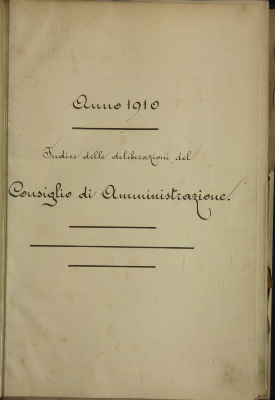 Anno 1910
Indice delle deliberazioni del
Consiglio di Amministrazione.